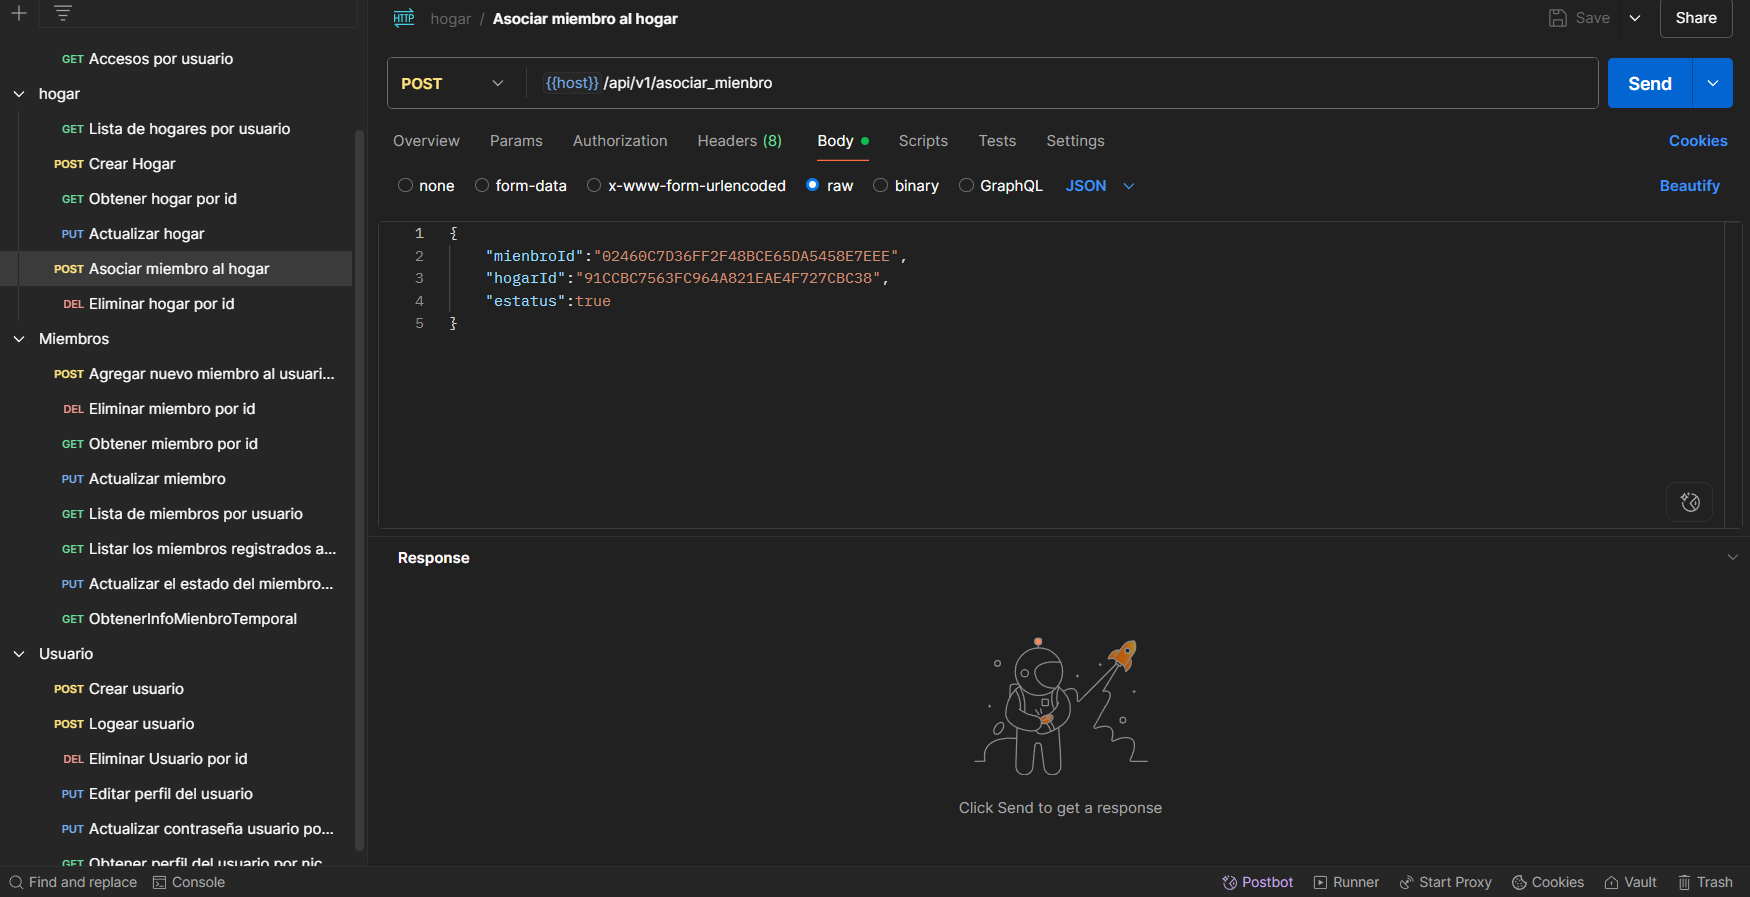 GET Accesos por usuario
hogar
GET Lista de hogares por usuario
POST Crear Hogar
GET Obtener hogar por id
PUT Actualizar hogar
POST Asociar miembro al hogar
DEL Eliminar hogar por id
Miembros
POST Agregar nuevo miembro al usuari...
DEL Eliminar miembro por id
GET Obtener miembro por id
PUT Actualizar miembro
GET Lista de miembros por usuario
GET Listar los miembros registrados a...
PUT Actualizar el estado del miembro...
GET ObtenerInfoMienbroTemporal
Usuario
POST Crear usuario
POST Logear usuario
DEL Eliminar Usuario por id
PUT Editar perfil del usuario
PUT Actualizar contraseña usuario po...
GET Obtener perfil del usuario por nic
HTTP hogar / Asociar miembro al hogar
Save Share
POST {{host}} /api/v1/asociar_mienbro Send
Overview Params Authorization Headers (8) Body Scripts Tests Settings Cookies
none form-data x-www-form-urlencoded raw binary GraphQL JSON Beautify
1 {
2 "mienbroId":"02460C7D36FF2F48BCE65DA5458E7EEE",
3 "hogarId":"91CCBC7563FC964A821EAE4F727CBC38",
4 "estatus":true
5 }
Response
Click Send to get a response
Find and replace Console Postbot Runner Start Proxy Cookies Vault Trash